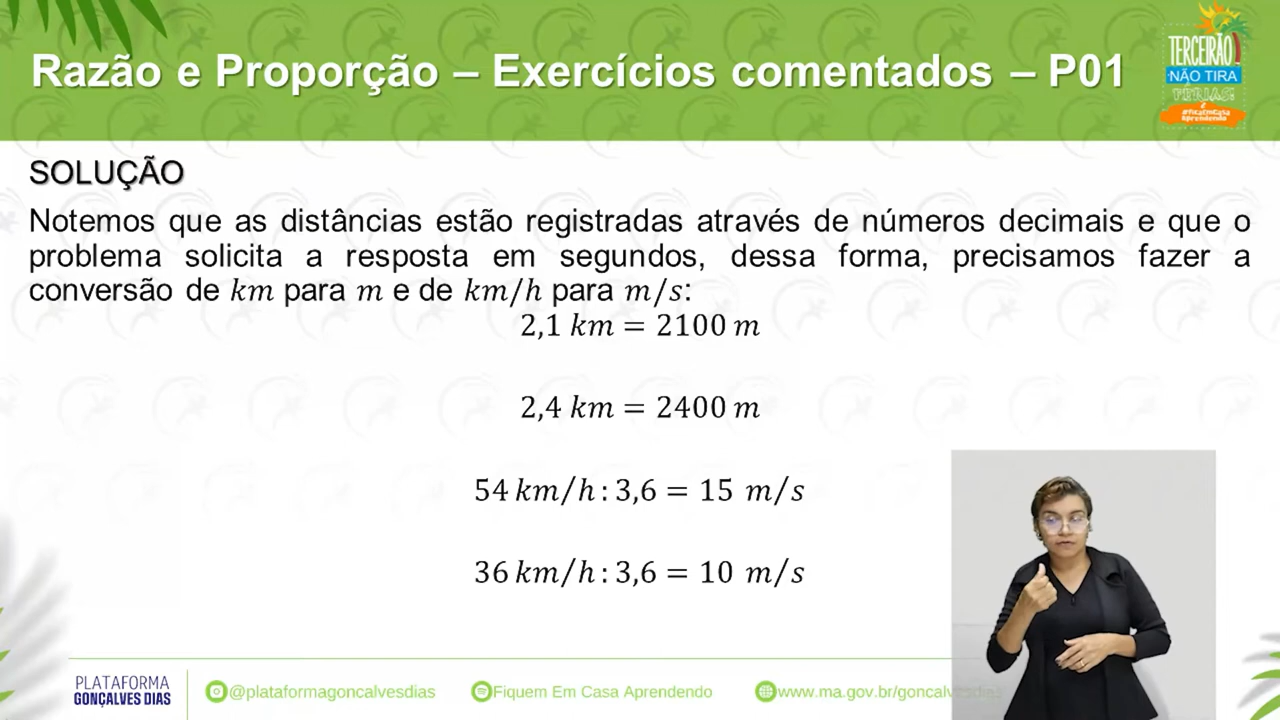 Razão e Proporção – Exercícios comentados – P01
TERCEIRÃO!
NÃO TIRA
FÉRIAS!
é
#ficaemcasa
aprendendo
SOLUÇÃO
Notemos que as distâncias estão registradas através de números decimais e que o
problema solicita a resposta em segundos, dessa forma, precisamos fazer a
conversão de km para m e de km/h para m/s:
2,1 km = 2100 m
2,4 km = 2400 m
54 km/h : 3,6 = 15 m/s
36 km/h : 3,6 = 10 m/s
PLATAFORMA
GONÇALVES DIAS
@plataformagoncalvesdias
Fiquem Em Casa Aprendendo
www.ma.gov.br/goncalvesdias